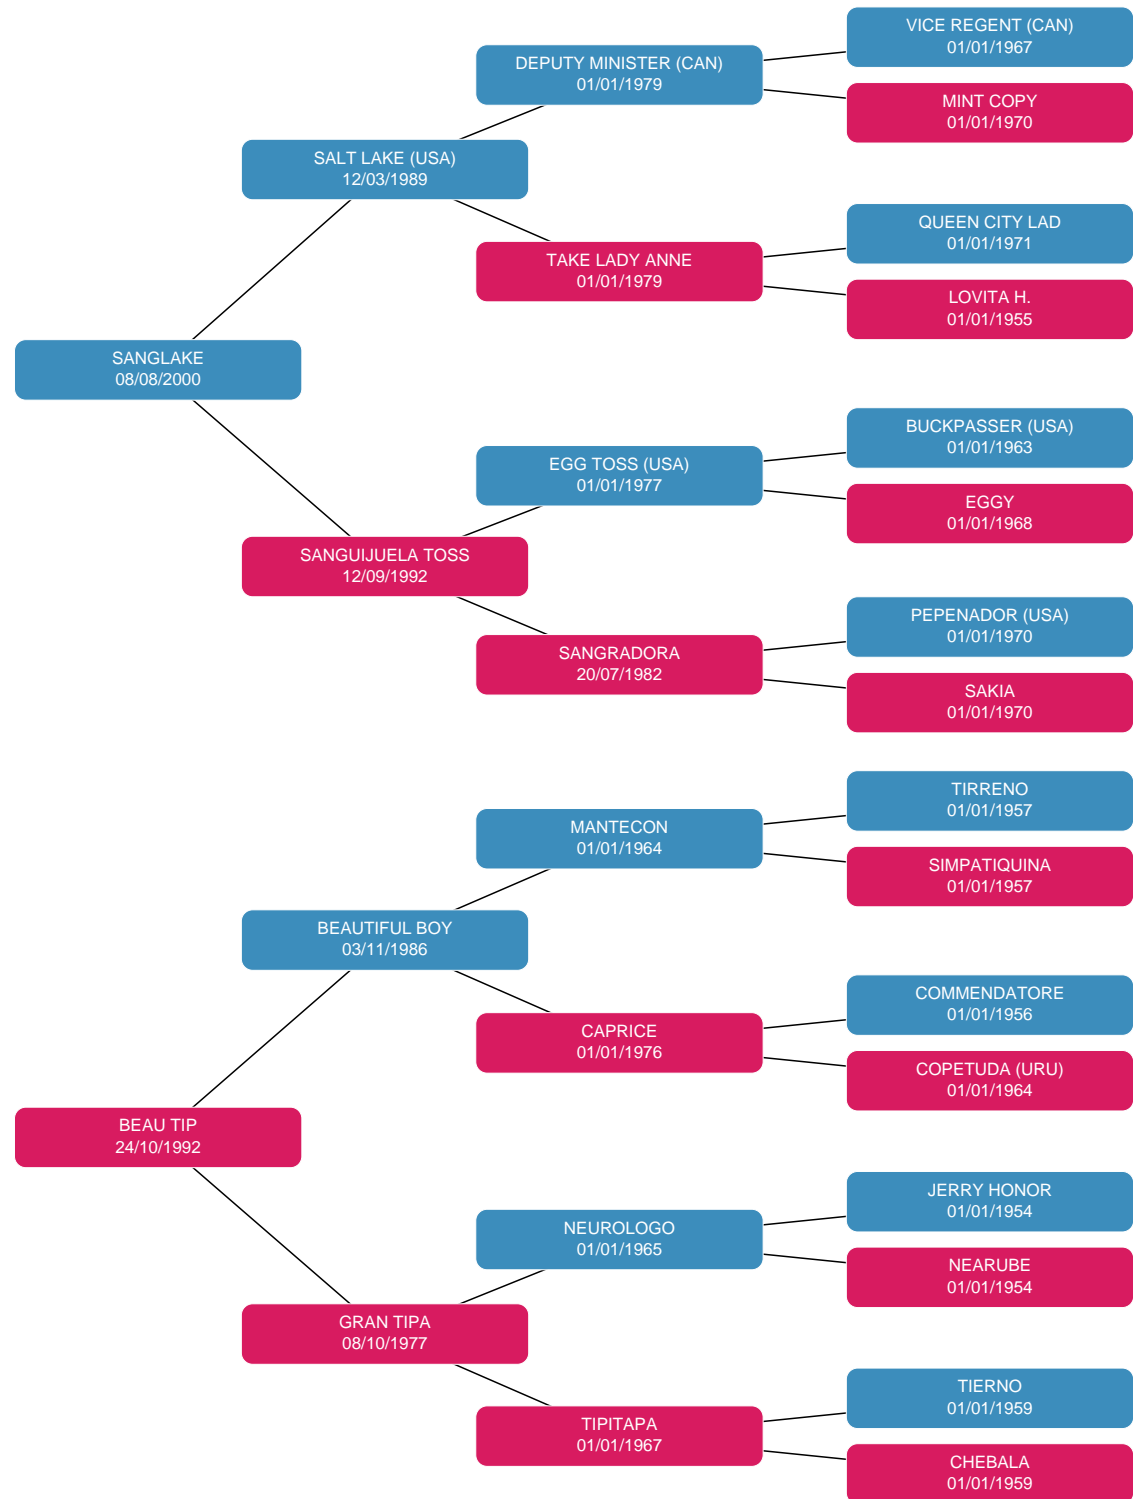 VICE REGENT (CAN)
01/01/1967
DEPUTY MINISTER (CAN)
01/01/1979
MINT COPY
01/01/1970
SALT LAKE (USA)
12/03/1989
QUEEN CITY LAD
01/01/1971
TAKE LADY ANNE
01/01/1979
LOVITA H.
01/01/1955
SANGLAKE
08/08/2000
BUCKPASSER (USA)
01/01/1963
EGG TOSS (USA)
01/01/1977
EGGY
01/01/1968
SANGUIJUELA TOSS
12/09/1992
PEPENADOR (USA)
01/01/1970
SANGRADORA
20/07/1982
SAKIA
01/01/1970
TIRRENO
01/01/1957
MANTECON
01/01/1964
SIMPATIQUINA
01/01/1957
BEAUTIFUL BOY
03/11/1986
COMMENDATORE
01/01/1956
CAPRICE
01/01/1976
COPETUDA (URU)
01/01/1964
BEAU TIP
24/10/1992
JERRY HONOR
01/01/1954
NEUROLOGO
01/01/1965
NEARUBE
01/01/1954
GRAN TIPA
08/10/1977
TIERNO
01/01/1959
TIPITAPA
01/01/1967
CHEBALA
01/01/1959